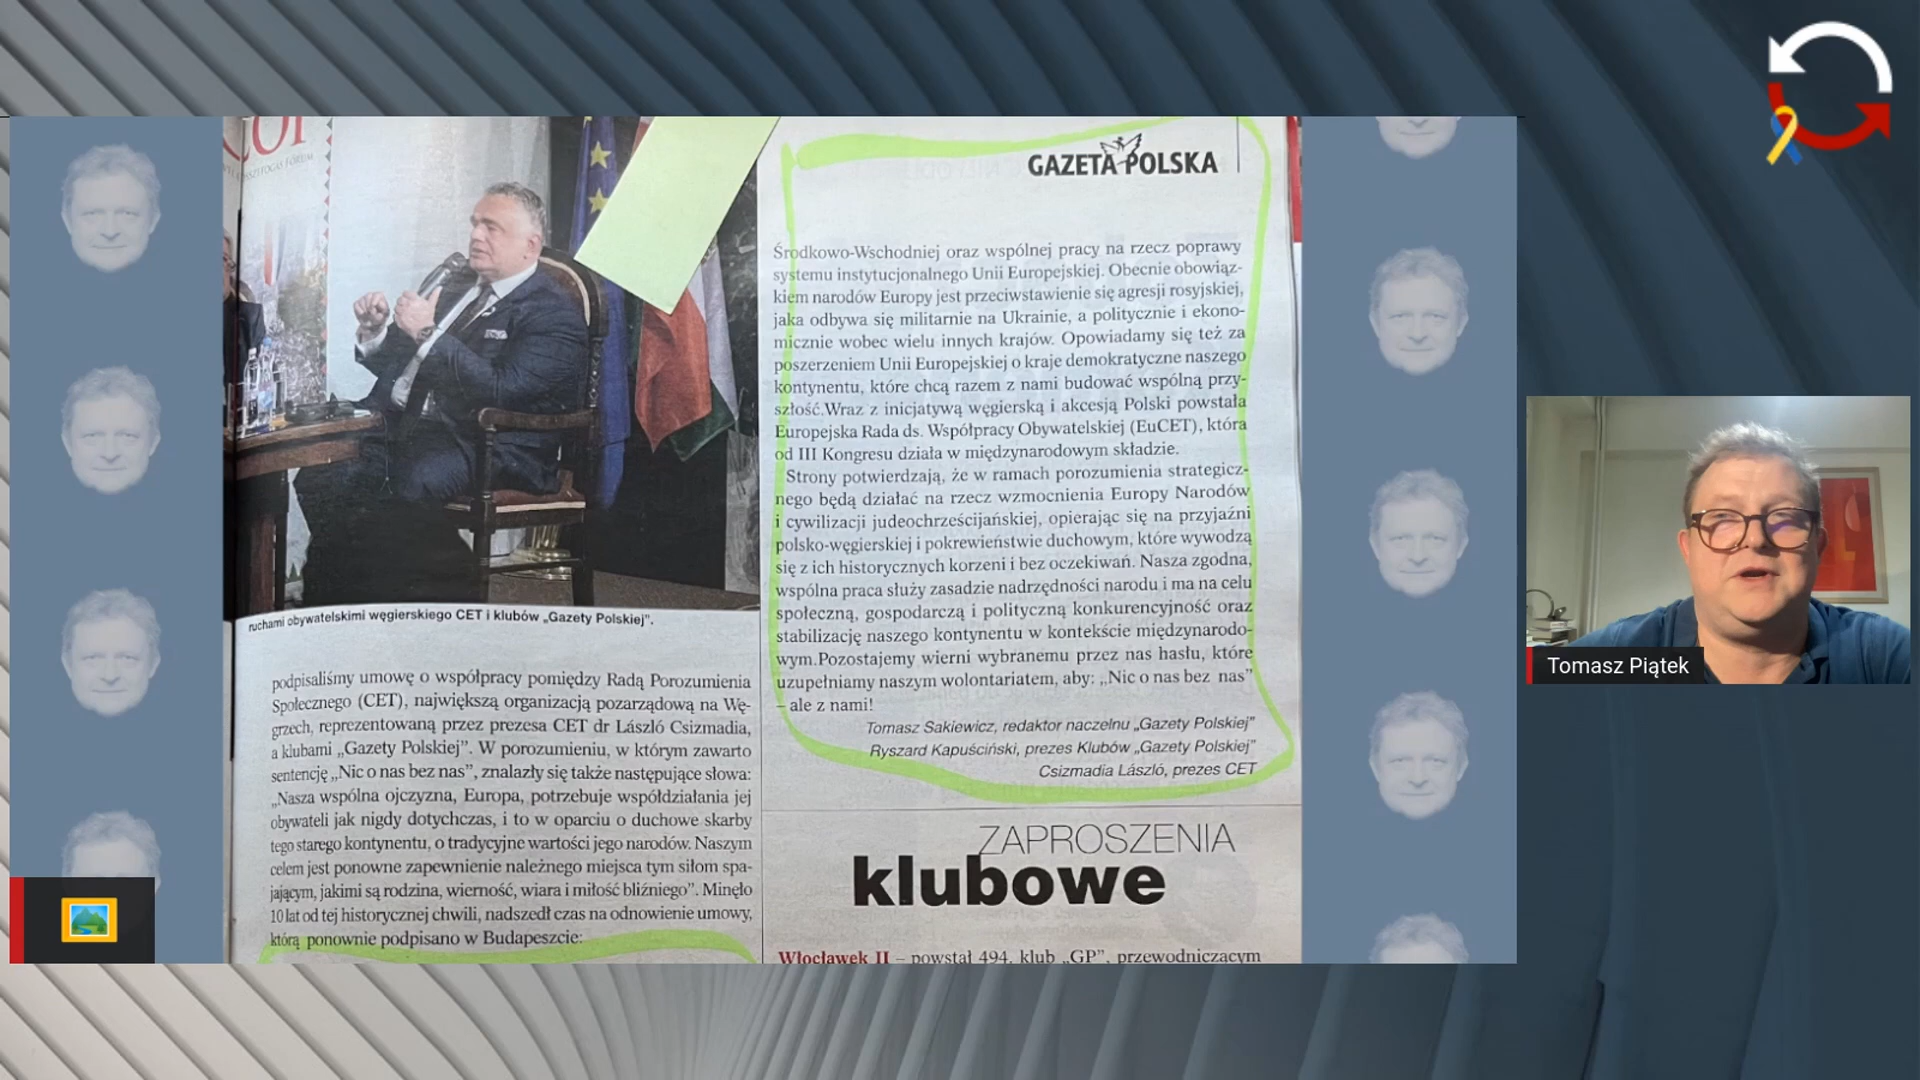 GAZETA POLSKA
ruchami obywatelskimi węgierskiego CET i klubów „Gazety Polskiej”.
podpisaliśmy umowę o współpracy pomiędzy Radą Porozumienia
Społecznego (CET), największą organizacją pozarządową na Wę-
grzech, reprezentowaną przez prezesa CET dr László Csizmadia,
a klubami „Gazety Polskiej”. W porozumieniu, w którym zawarto
sentencję „Nic o nas bez nas”, znalazły się także następujące słowa:
„Nasza wspólna ojczyzna, Europa, potrzebuje współdziałania jej
obywateli jak nigdy dotychczas, i to w oparciu o duchowe skarby
tego starego kontynentu, o tradycyjne wartości jego narodów. Naszym
celem jest ponowne zapewnienie należnego miejsca tym siłom spa-
jającym, jakimi są rodzina, wierność, wiara i miłość bliźniego”. Minęło
10 lat od tej historycznej chwili, nadszedł czas na odnowienie umowy,
którą ponownie podpisano w Budapeszcie:
Środkowo-Wschodniej oraz wspólnej pracy na rzecz poprawy
systemu instytucjonalnego Unii Europejskiej. Obecnie obowiąz-
kiem narodów Europy jest przeciwstawienie się agresji rosyjskiej,
jaka odbywa się militarnie na Ukrainie, a politycznie i ekono-
micznie wobec wielu innych krajów. Opowiadamy się też za
poszerzeniem Unii Europejskiej o kraje demokratyczne naszego
kontynentu, które chcą razem z nami budować wspólną przy-
szłość.Wraz z inicjatywą węgierską i akcesją Polski powstała
Europejska Rada ds. Współpracy Obywatelskiej (EuCET), która
od III Kongresu działa w międzynarodowym składzie.
Strony potwierdzają, że w ramach porozumienia strategicz-
nego będą działać na rzecz wzmocnienia Europy Narodów
i cywilizacji judeochrześcijańskiej, opierając się na przyjaźni
polsko-węgierskiej i pokrewieństwie duchowym, które wywodzą
się z ich historycznych korzeni i bez oczekiwań. Nasza zgodna,
wspólna praca służy zasadzie nadrzędności narodu i ma na celu
społeczną, gospodarczą i polityczną konkurencyjność oraz
stabilizację naszego kontynentu w kontekście międzynarodo-
wym.Pozostajemy wierni wybranemu przez nas hasłu, które
uzupełniamy naszym wolontariatem, aby: „Nic o nas bez nas”
– ale z nami!
Tomasz Sakiewicz, redaktor naczelnu „Gazety Polskiej”
Ryszard Kapuściński, prezes Klubów „Gazety Polskiej”
Csizmadia László, prezes CET
ZAPROSZENIA
klubowe
Włocławek II – powstał 494. klub „GP”, przewodniczącym
Tomasz Piątek